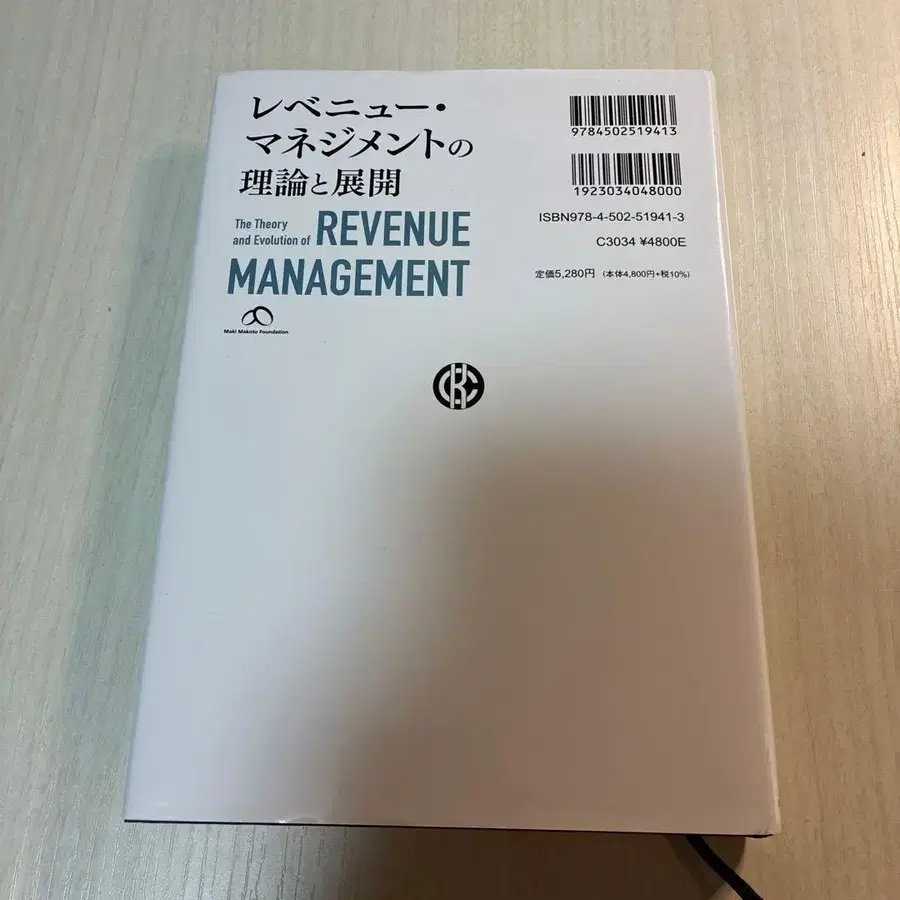 レベニュー・
マネジメントの
理論と展開
The Theory
and Evolution of REVENUE
MANAGEMENT
Maki Makoto Foundation
9784502519413
1923034048000
ISBN978-4-502-51941-3
C3034 ¥4800E
定価5,280円 (本体4,800円+税10%)